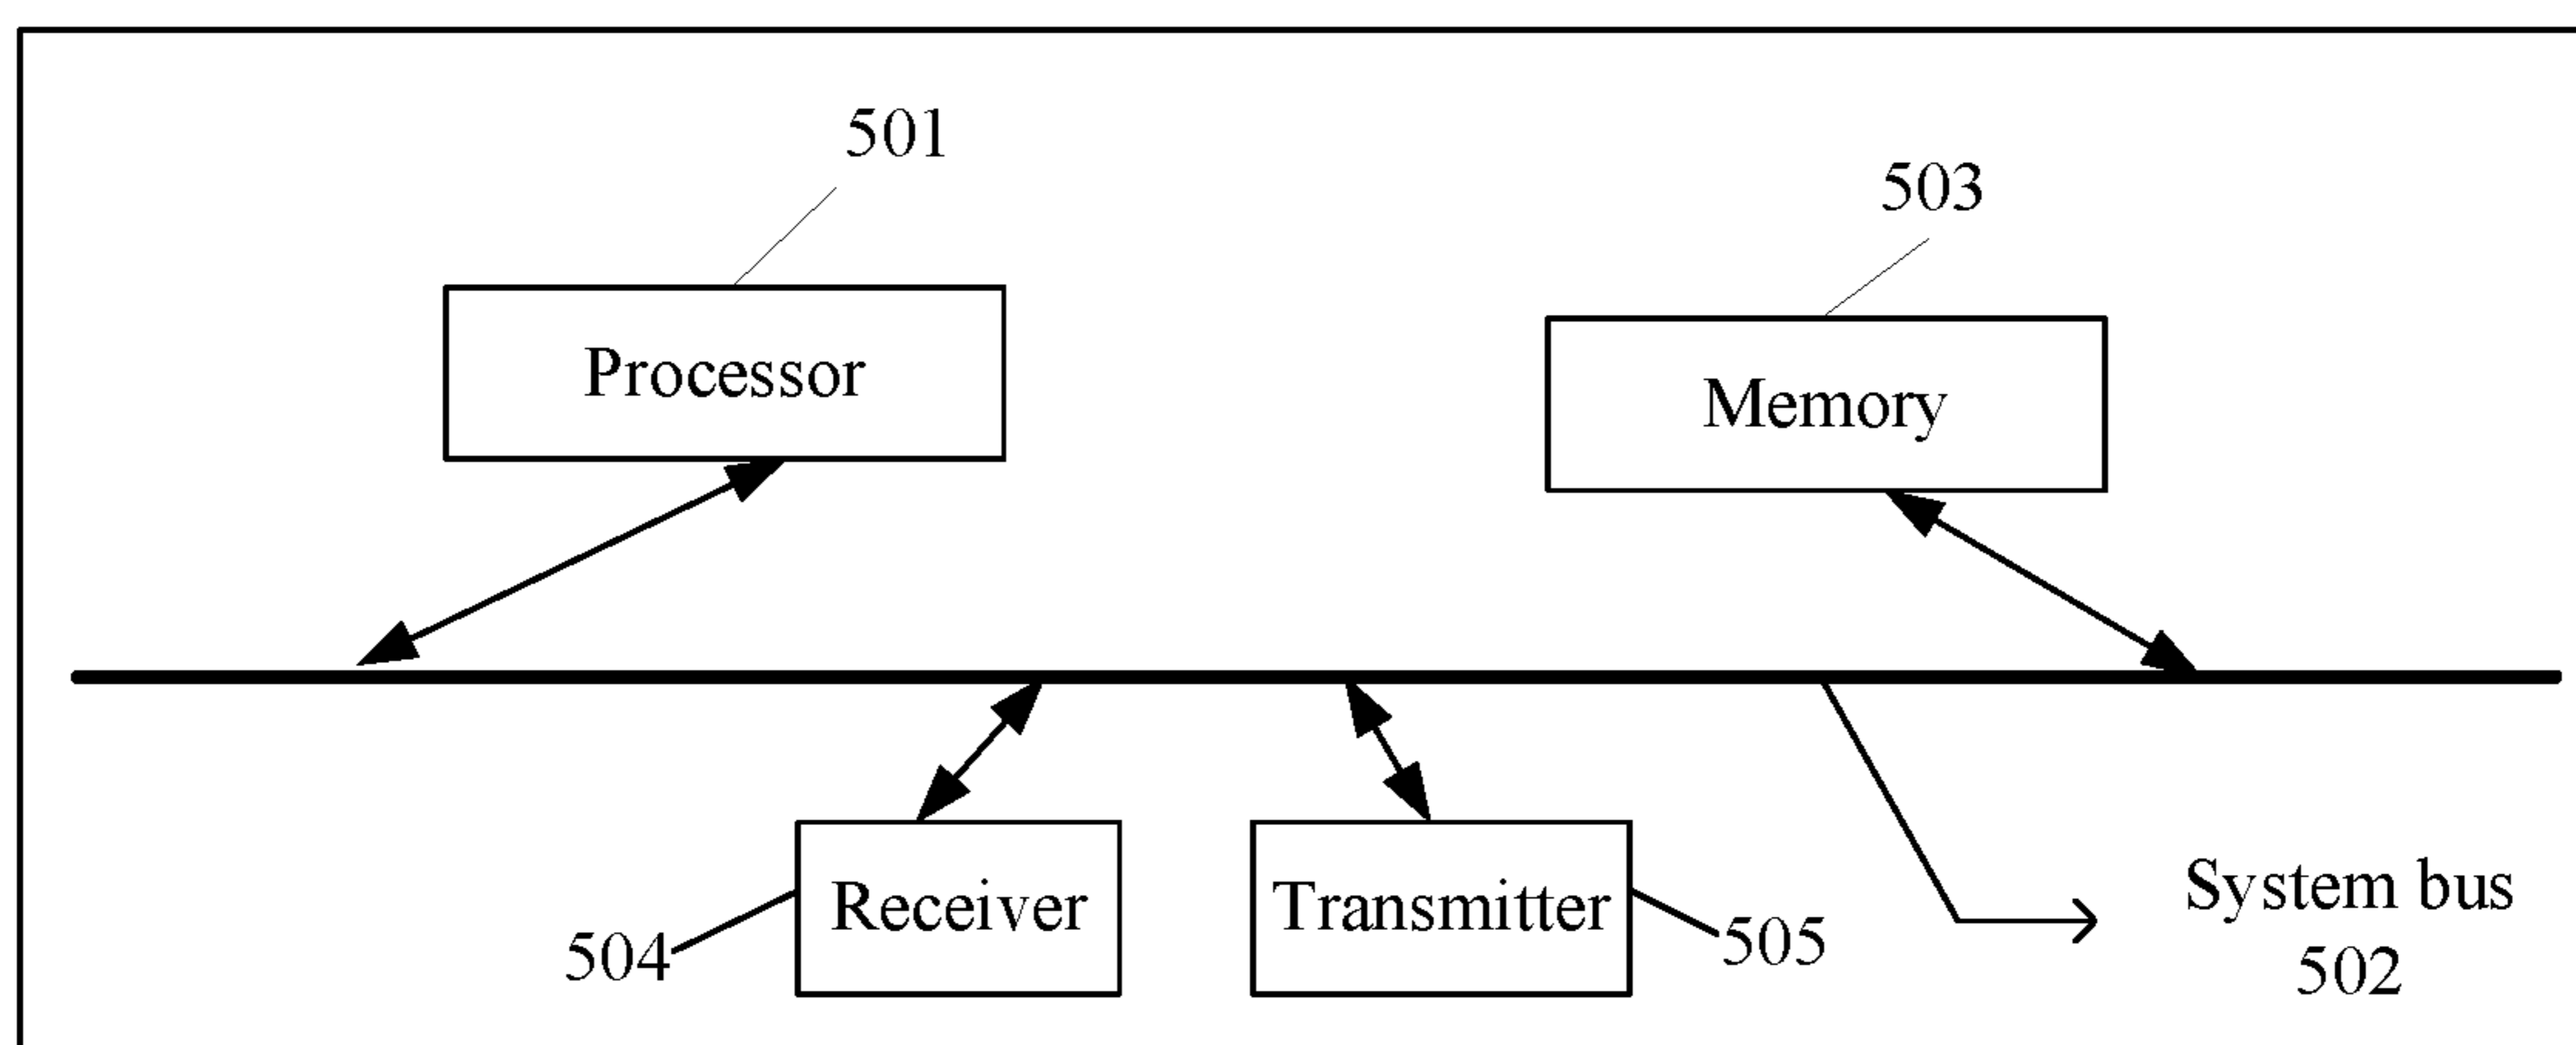 501
503
Processor
Memory
Receiver
Transmitter
504
505
System bus
502